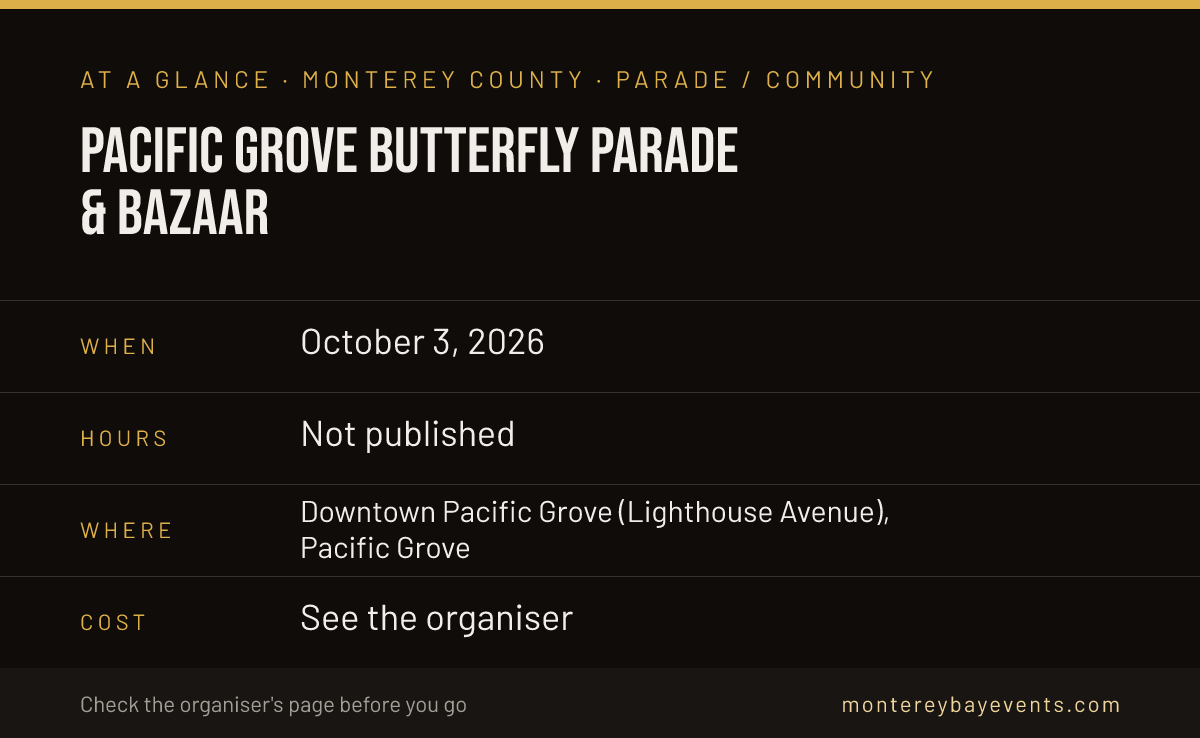 AT A GLANCE · MONTEREY COUNTY · PARADE / COMMUNITY
PACIFIC GROVE BUTTERFLY PARADE
& BAZAAR
WHEN October 3, 2026
HOURS Not published
WHERE Downtown Pacific Grove (Lighthouse Avenue),
Pacific Grove
COST See the organiser
Check the organiser's page before you go montereybayevents.com